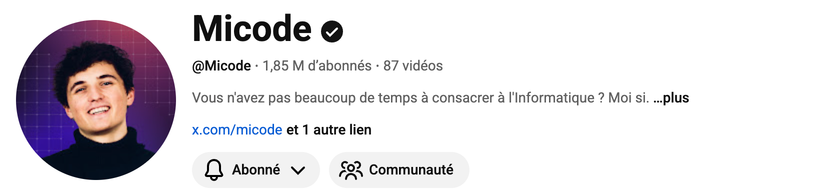 Micode
@Micode · 1,85 M d’abonnés · 87 vidéos
Vous n'avez pas beaucoup de temps à consacrer à l'Informatique ? Moi si. ...plus
x.com/micode et 1 autre lien
Abonné Communauté